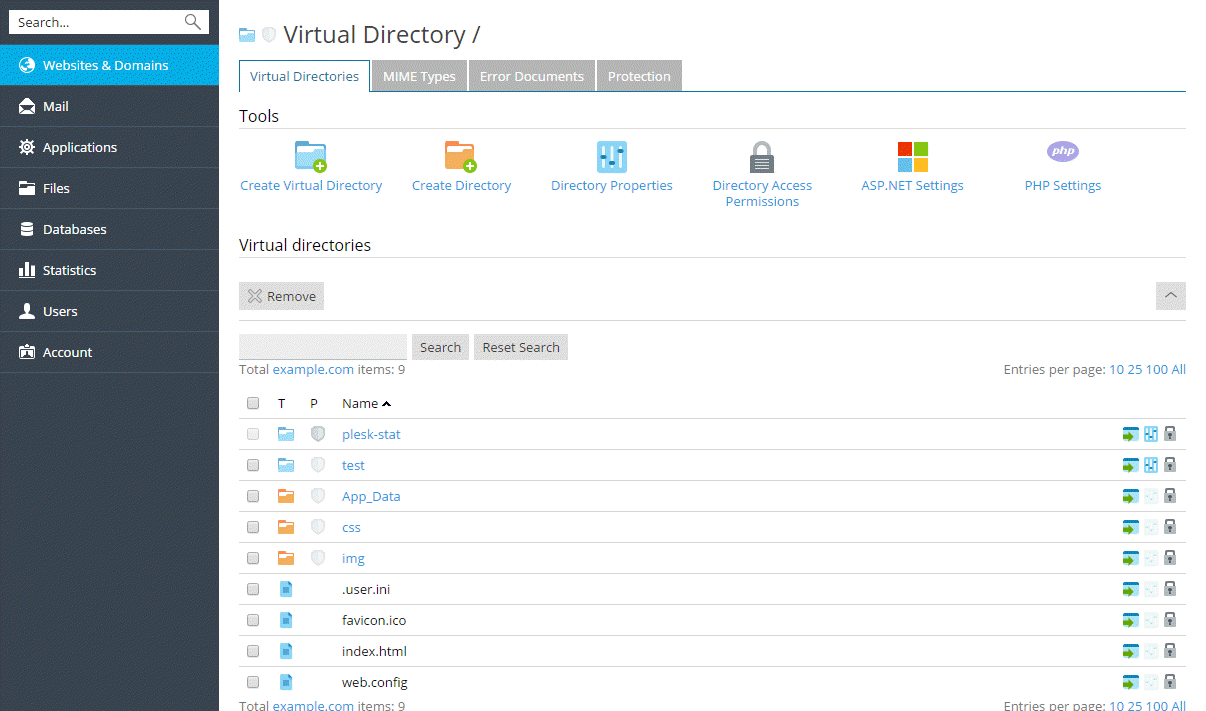 Search...
Websites & Domains
Mail
Applications
Files
Databases
Statistics
Users
Account
Virtual Directory /
Virtual Directories MIME Types Error Documents Protection
Tools
Create Virtual Directory Create Directory Directory Properties Directory Access Permissions ASP.NET Settings php PHP Settings
Virtual directories
Remove
Search Reset Search
Total example.com items: 9 Entries per page: 10 25 100 All
T P Name
plesk-stat
test
App_Data
css
img
.user.ini
favicon.ico
index.html
web.config
Total example.com items: 9 Entries per page: 10 25 100 All